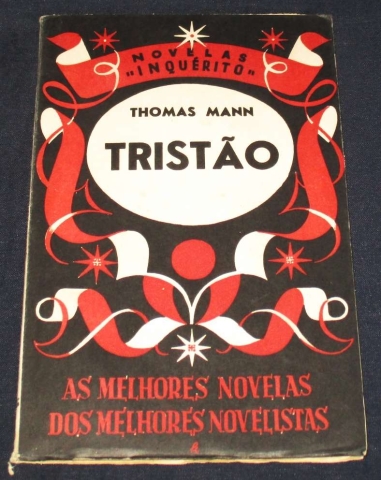 NOVELAS
"INQUÉRITO"
THOMAS MANN
TRISTÃO
AS MELHORES NOVELAS
DOS MELHORES NOVELISTAS
4